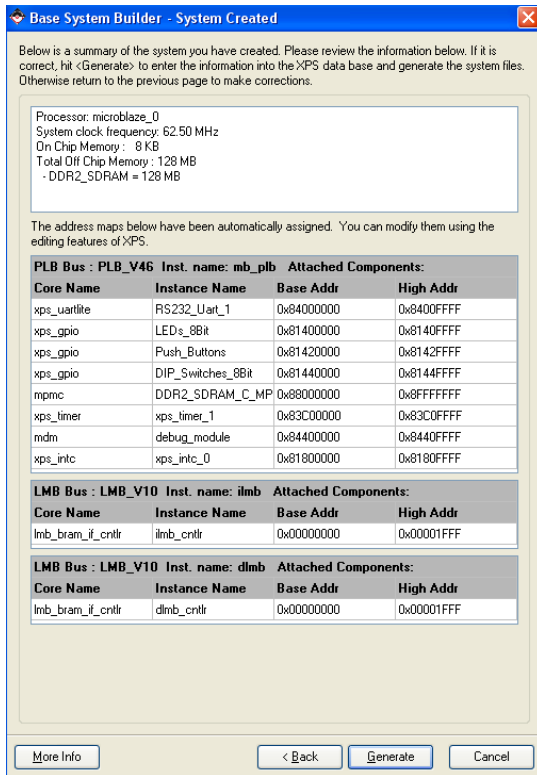 Base System Builder - System Created
Below is a summary of the system you have created. Please review the information below. If it is
correct, hit <Generate> to enter the information into the XPS data base and generate the system files.
Otherwise return to the previous page to make corrections.
Processor: microblaze_0
System clock frequency: 62.50 MHz
On Chip Memory : 8 KB
Total Off Chip Memory : 128 MB
- DDR2_SDRAM = 128 MB
The address maps below have been automatically assigned. You can modify them using the
editing features of XPS.
PLB Bus : PLB_V46 Inst. name: mb_plb Attached Components:
Core Name Instance Name Base Addr High Addr
xps_uartlite RS232_Uart_1 0x84000000 0x8400FFFF
xps_gpio LEDs_8Bit 0x81400000 0x8140FFFF
xps_gpio Push_Buttons 0x81420000 0x8142FFFF
xps_gpio DIP_Switches_8Bit 0x81440000 0x8144FFFF
mpmc DDR2_SDRAM_C_MP 0x88000000 0x8FFFFFFF
xps_timer xps_timer_1 0x83C00000 0x83C0FFFF
mdm debug_module 0x84400000 0x8440FFFF
xps_intc xps_intc_0 0x81800000 0x8180FFFF
LMB Bus : LMB_V10 Inst. name: ilmb Attached Components:
Core Name Instance Name Base Addr High Addr
lmb_bram_if_cntlr ilmb_cntlr 0x00000000 0x00001FFF
LMB Bus : LMB_V10 Inst. name: dlmb Attached Components:
Core Name Instance Name Base Addr High Addr
lmb_bram_if_cntlr dlmb_cntlr 0x00000000 0x00001FFF
More Info < Back Generate Cancel